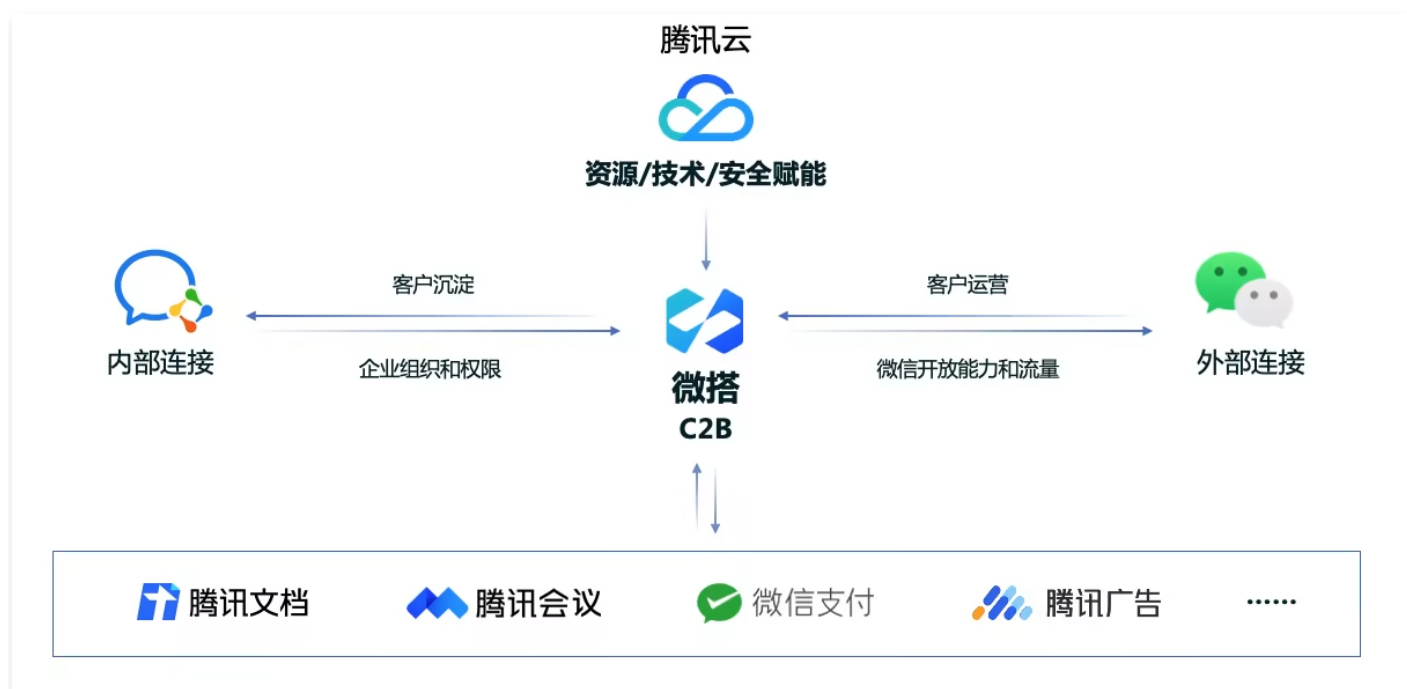 腾讯云
资源/技术/安全赋能
客户沉淀
客户运营
内部连接
企业组织和权限
微信开放能力和流量
外部连接
微搭
C2B
腾讯文档
腾讯会议
微信支付
腾讯广告
……